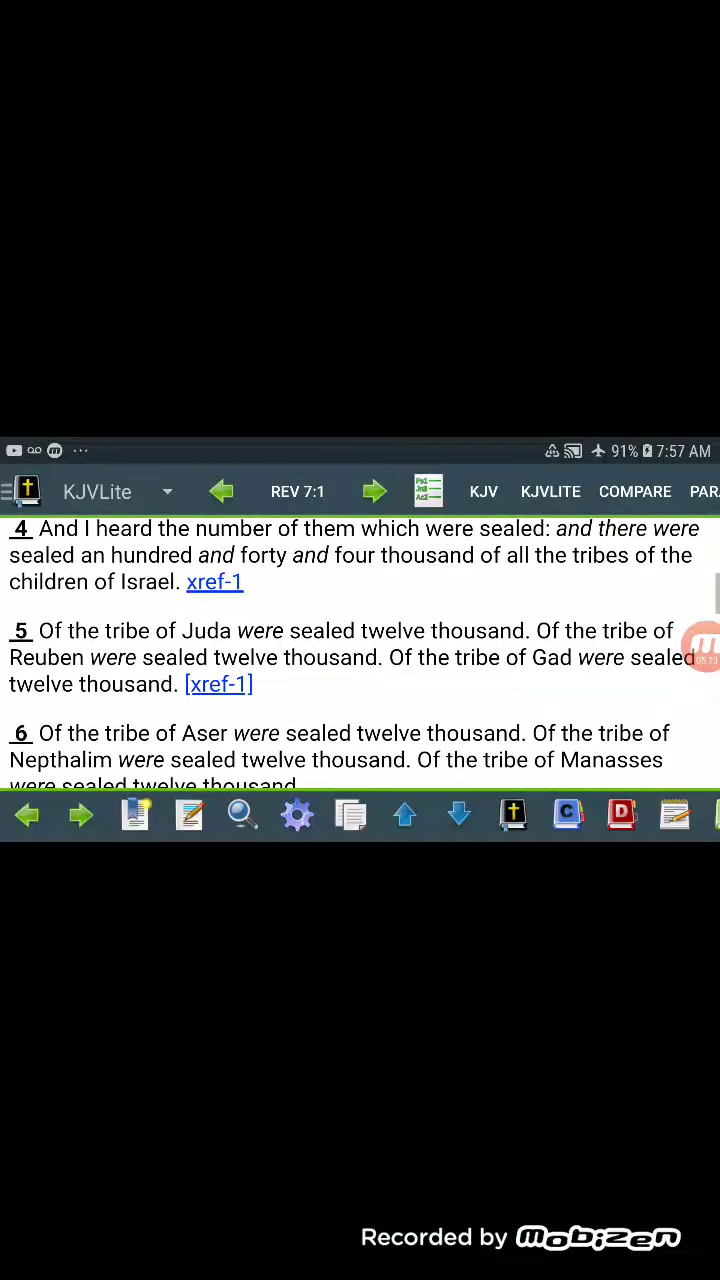 91% 7:57 AM
KJVLite REV 7:1 KJV KJVLITE COMPARE PAR
4 And I heard the number of them which were sealed: and there were
sealed an hundred and forty and four thousand of all the tribes of the
children of Israel. xref-1
5 Of the tribe of Juda were sealed twelve thousand. Of the tribe of
Reuben were sealed twelve thousand. Of the tribe of Gad were sealed
twelve thousand. [xref-1]
6 Of the tribe of Aser were sealed twelve thousand. Of the tribe of
Nepthalim were sealed twelve thousand. Of the tribe of Manasses
were sealed twelve thousand.
C D
Recorded by mobizen